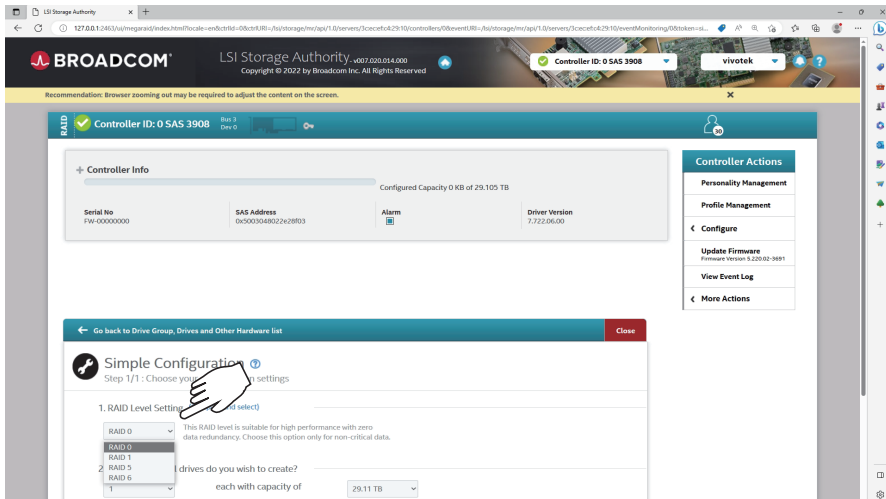 LSI Storage Authority
127.0.0.1:2463/ui/megaraid/index.html?locale=en&ctrlId=0&ctrlURI=/lsi/storage/mr/api/1.0/servers/3cecefc4:29:10/controllers/0&eventURI=/lsi/storage/mr/api/1.0/servers/3cecefc4:29:10/eventMonitoring/0&token=si...
BROADCOM®
LSI Storage Authority- v007.020.014.000
Copyright © 2022 by Broadcom Inc. All Rights Reserved
Controller ID: 0 SAS 3908
vivotek
Recommendation: Browser zooming out may be required to adjust the content on the screen.
RAID
Controller ID: 0 SAS 3908
Bus 3
Dev 0
30
Controller Info
Configured Capacity 0 KB of 29.105 TB
Serial No
FW-00000000
SAS Address
0x5003048022e28f03
Alarm
Driver Version
7.722.06.00
Controller Actions
Personality Management
Profile Management
Configure
Update Firmware
Firmware Version 5.220.02-3691
View Event Log
More Actions
Go back to Drive Group, Drives and Other Hardware list
Close
Simple Configuration
Step 1/1 : Choose your settings
1. RAID Level Setting select)
RAID 0
This RAID level is suitable for high performance with zero
data redundancy. Choose this option only for non-critical data.
RAID 0
RAID 1
RAID 5
RAID 6
2 drives do you wish to create?
1
each with capacity of
29.11 TB